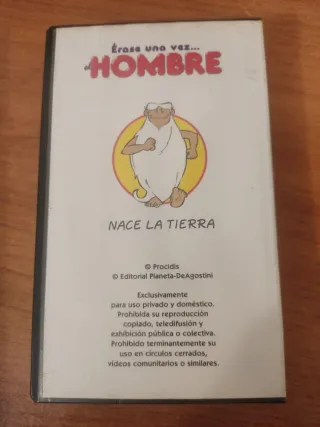 Érase una vez...
el HOMBRE
NACE LA TIERRA
© Procidis
© Editorial Planeta-DeAgostini
Exclusivamente
para uso privado y doméstico.
Prohibida su reproducción
copiado, teledifusión y
exhibición pública o colectiva.
Prohibido terminantemente su
uso en círculos cerrados,
vídeos comunitarios o similares.